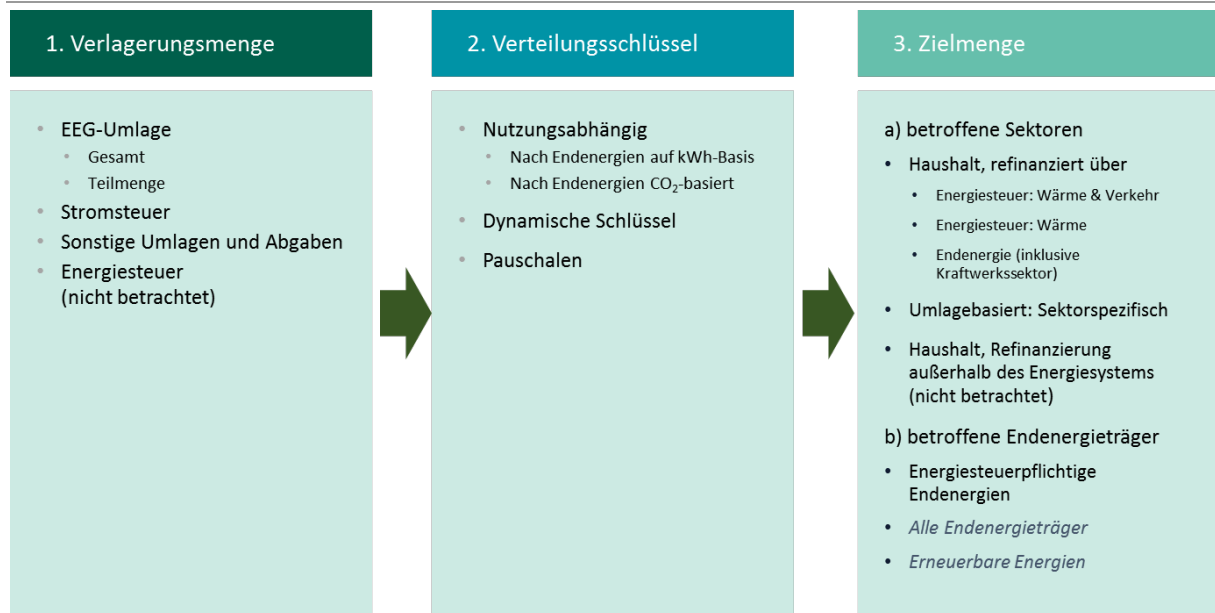 1. Verlagerungsmenge
• EEG-Umlage
• Gesamt
• Teilmenge
• Stromsteuer
• Sonstige Umlagen und Abgaben
• Energiesteuer
(nicht betrachtet)
2. Verteilungsschlüssel
• Nutzungsabhängig
• Nach Endenergien auf kWh-Basis
• Nach Endenergien CO₂-basiert
• Dynamische Schlüssel
• Pauschalen
3. Zielmenge
a) betroffene Sektoren
• Haushalt, refinanziert über
• Energiesteuer: Wärme & Verkehr
• Energiesteuer: Wärme
• Endenergie (inklusive
Kraftwerkssektor)
• Umlagebasiert: Sektorspezifisch
• Haushalt, Refinanzierung
außerhalb des Energiesystems
(nicht betrachtet)
b) betroffene Endenergieträger
• Energiesteuerpflichtige
Endenergien
• Alle Endenergieträger
• Erneuerbare Energien